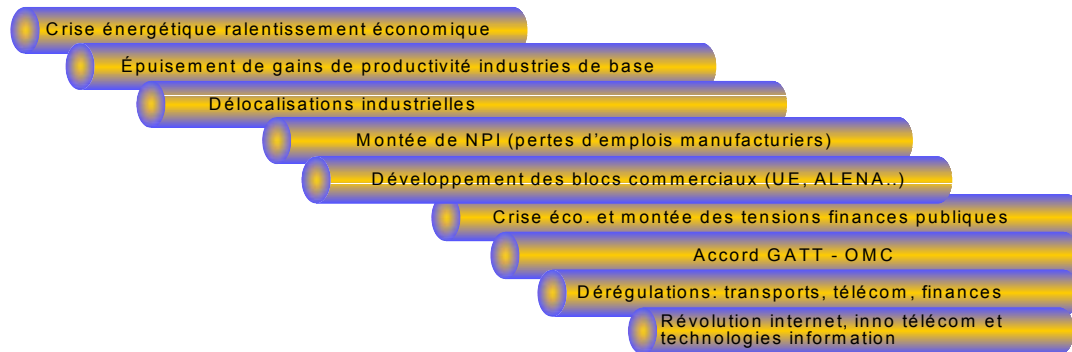 Crise énergétique ralentissement économique
Épuisement de gains de productivité industries de base
Délocalisations industrielles
Montée de NPI (pertes d'emplois manufacturiers)
Développement des blocs commerciaux (UE, ALENA..)
Crise éco. et montée des tensions finances publiques
Accord GATT - OMC
Dérégulations: transports, télécom, finances
Révolution internet, inno télécom et
technologies information